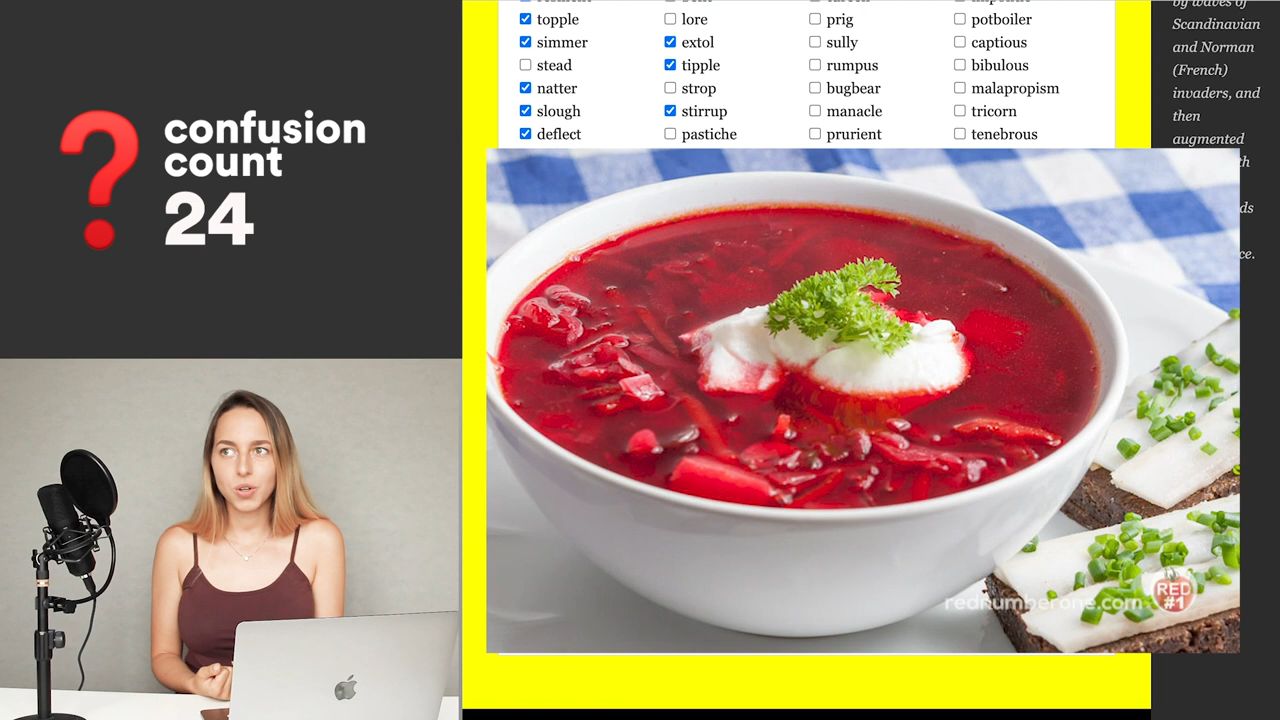 confusion
count
24
topple lore prig potboiler
simmer extol sully captious
stead tipple rumpus bibulous
natter strop bugbear malapropism
slough stirrup manacle tricorn
deflect pastiche prurient tenebrous
Scandinavian
and Norman
(French)
invaders, and
then
augmented
rednumberone.com
RED
#1